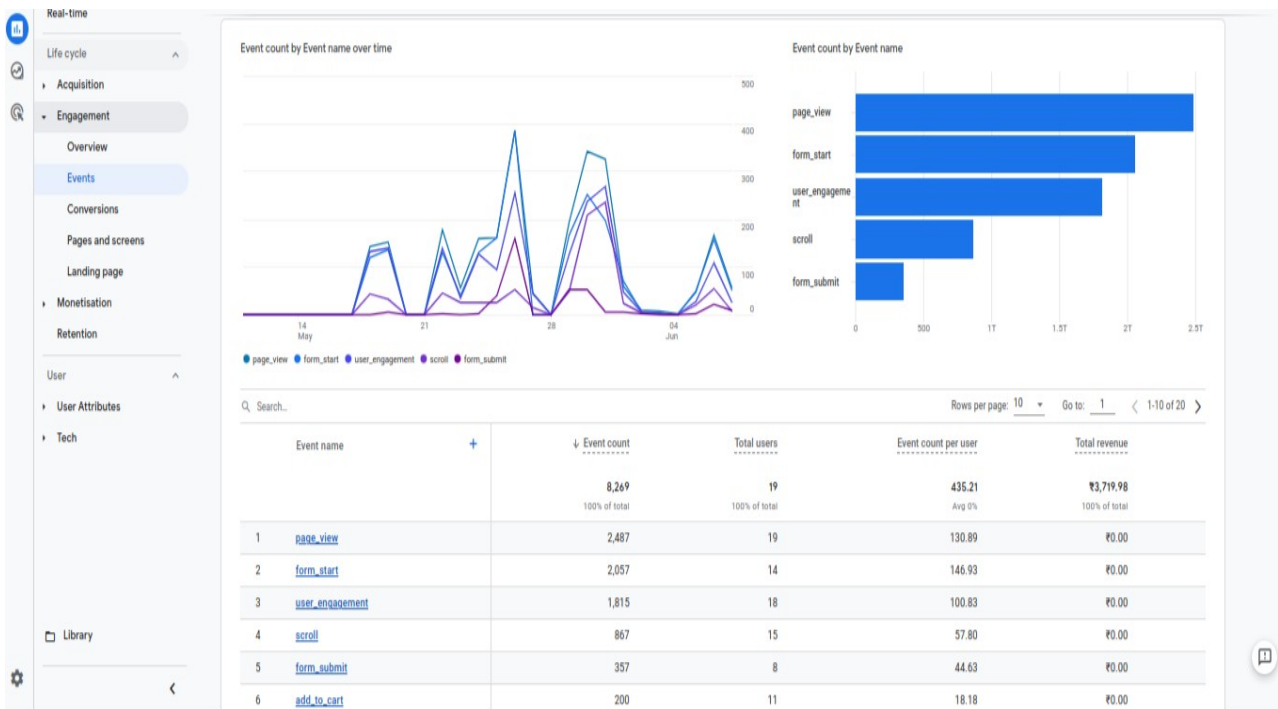 Real-time
Life cycle
Acquisition
Engagement
Overview
Events
Conversions
Pages and screens
Landing page
Monetisation
Retention
User
User Attributes
Tech
Library
Event count by Event name over time
500
400
300
200
100
0
14
May
21
28
04
Jun
page_view form_start user_engagement scroll form_submit
Event count by Event name
page_view
form_start
user_engageme
nt
scroll
form_submit
0 500 1T 1.5T 2T 2.5T
Search..
Rows per page: 10 Go to: 1 1-10 of 20
Event name + ↓ Event count Total users Event count per user Total revenue
8,269 19 435.21 ₹3,719.98
100% of total 100% of total Avg 0% 100% of total
1 page_view 2,487 19 130.89 ₹0.00
2 form_start 2,057 14 146.93 ₹0.00
3 user_engagement 1,815 18 100.83 ₹0.00
4 scroll 867 15 57.80 ₹0.00
5 form_submit 357 8 44.63 ₹0.00
6 add_to_cart 200 11 18.18 ₹0.00